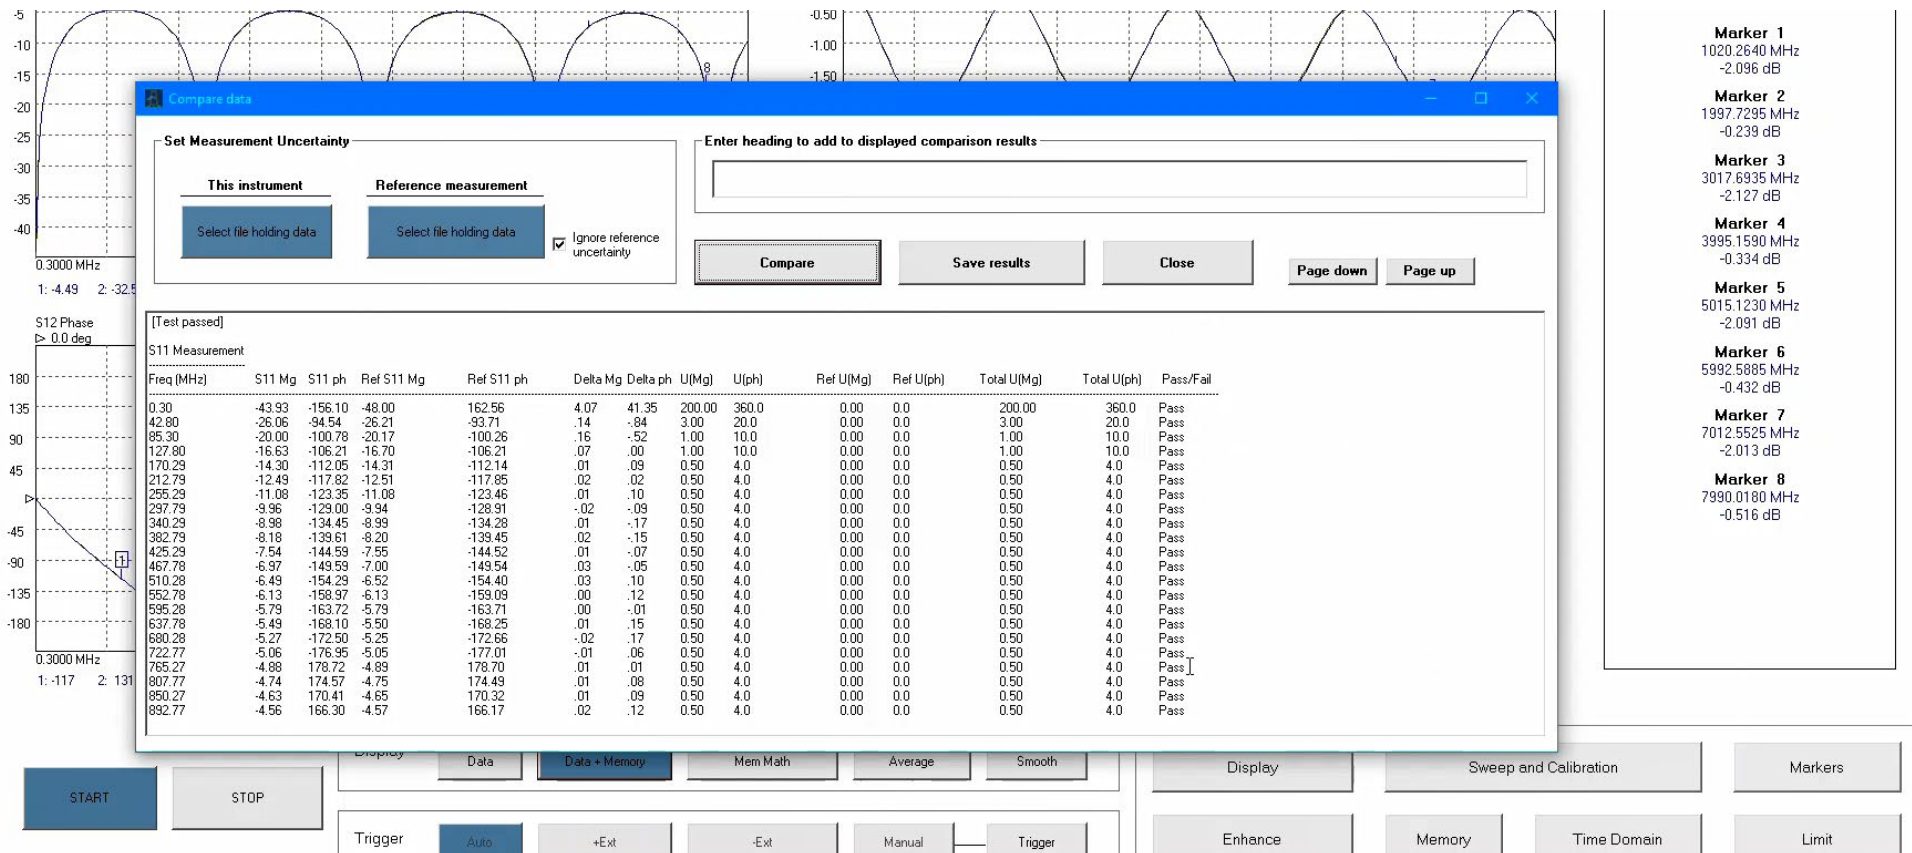 -5
-10
-15
-20
-25
-30
-35
-40
0.3000 MHz
1: -4.49 2: -32.5
8
-0.50
-1.00
-1.50
Compare data
Set Measurement Uncertainty
This instrument
Reference measurement
Select file holding data
Select file holding data
Ignore reference
uncertainty
Enter heading to add to displayed comparison results
Compare
Save results
Close
Page down
Page up
[Test passed]
S11 Measurement
Freq (MHz) S11 Mg S11 ph Ref S11 Mg Ref S11 ph Delta Mg Delta ph U(Mg) U(ph) Ref U(Mg) Ref U(ph) Total U(Mg) Total U(ph) Pass/Fail
0.30 -43.93 -156.10 -48.00 162.56 4.07 41.35 200.00 360.0 0.00 0.0 200.00 360.0 Pass
42.80 -26.06 -94.54 -26.21 -93.71 .14 -.84 3.00 20.0 0.00 0.0 3.00 20.0 Pass
85.30 -20.00 -100.78 -20.17 -100.26 .16 -.52 1.00 10.0 0.00 0.0 1.00 10.0 Pass
127.80 -16.63 -106.21 -16.70 -106.21 .07 .00 1.00 10.0 0.00 0.0 1.00 10.0 Pass
170.29 -14.30 -112.05 -14.31 -112.14 .01 .09 0.50 4.0 0.00 0.0 0.50 4.0 Pass
212.79 -12.49 -117.82 -12.51 -117.85 .02 .02 0.50 4.0 0.00 0.0 0.50 4.0 Pass
255.29 -11.08 -123.35 -11.08 -123.46 .01 .10 0.50 4.0 0.00 0.0 0.50 4.0 Pass
297.79 -9.96 -129.00 -9.94 -128.91 -.02 -.09 0.50 4.0 0.00 0.0 0.50 4.0 Pass
340.29 -8.98 -134.45 -8.99 -134.28 .01 -.17 0.50 4.0 0.00 0.0 0.50 4.0 Pass
382.79 -8.18 -139.61 -8.20 -139.45 .02 -.15 0.50 4.0 0.00 0.0 0.50 4.0 Pass
425.29 -7.54 -144.59 -7.55 -144.52 .01 -.07 0.50 4.0 0.00 0.0 0.50 4.0 Pass
467.78 -6.97 -149.59 -7.00 -149.54 .03 -.05 0.50 4.0 0.00 0.0 0.50 4.0 Pass
510.28 -6.49 -154.29 -6.52 -154.40 .03 .10 0.50 4.0 0.00 0.0 0.50 4.0 Pass
552.78 -6.13 -158.97 -6.13 -159.09 .00 .12 0.50 4.0 0.00 0.0 0.50 4.0 Pass
595.28 -5.79 -163.72 -5.79 -163.71 .00 -.01 0.50 4.0 0.00 0.0 0.50 4.0 Pass
637.78 -5.49 -168.10 -5.50 -168.25 .01 .15 0.50 4.0 0.00 0.0 0.50 4.0 Pass
680.28 -5.27 -172.50 -5.25 -172.66 -.02 .17 0.50 4.0 0.00 0.0 0.50 4.0 Pass
722.77 -5.06 -176.95 -5.05 -177.01 -.01 .06 0.50 4.0 0.00 0.0 0.50 4.0 Pass
765.27 -4.88 178.72 -4.89 178.70 .01 .01 0.50 4.0 0.00 0.0 0.50 4.0 Pass
807.77 -4.74 174.57 -4.75 174.49 .01 .08 0.50 4.0 0.00 0.0 0.50 4.0 Pass
850.27 -4.63 170.41 -4.65 170.32 .01 .09 0.50 4.0 0.00 0.0 0.50 4.0 Pass
892.77 -4.56 166.30 -4.57 166.17 .02 .12 0.50 4.0 0.00 0.0 0.50 4.0 Pass
S12 Phase
0.0 deg
180
135
90
45
-45
-90
-135
-180
1
0.3000 MHz
1: -117 2: 131
Marker 1
1020.2640 MHz
-2.096 dB
Marker 2
1997.7295 MHz
-0.239 dB
Marker 3
3017.6935 MHz
-2.127 dB
Marker 4
3995.1590 MHz
-0.334 dB
Marker 5
5015.1230 MHz
-2.091 dB
Marker 6
5992.5885 MHz
-0.432 dB
Marker 7
7012.5525 MHz
-2.013 dB
Marker 8
7990.0180 MHz
-0.516 dB
START
STOP
Display
Data
Data + Memory
Mem Math
Average
Smooth
Trigger
Auto
+Ext
-Ext
Manual
Trigger
Display
Sweep and Calibration
Markers
Enhance
Memory
Time Domain
Limit